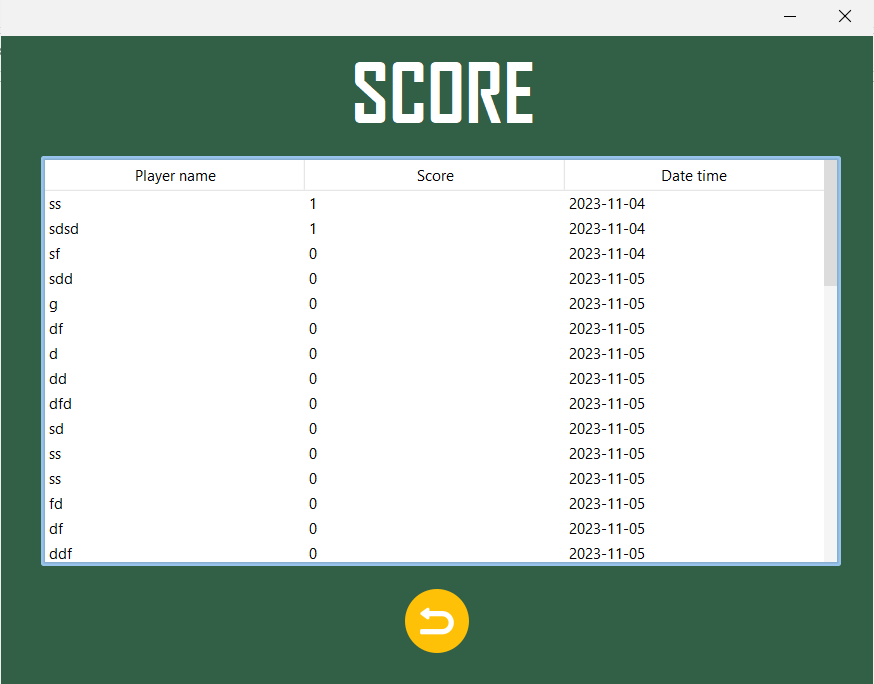 SCORE
Player name Score Date time
ss 1 2023-11-04
sdsd 1 2023-11-04
sf 0 2023-11-04
sdd 0 2023-11-05
g 0 2023-11-05
df 0 2023-11-05
d 0 2023-11-05
dd 0 2023-11-05
dfd 0 2023-11-05
sd 0 2023-11-05
ss 0 2023-11-05
ss 0 2023-11-05
fd 0 2023-11-05
df 0 2023-11-05
ddf 0 2023-11-05